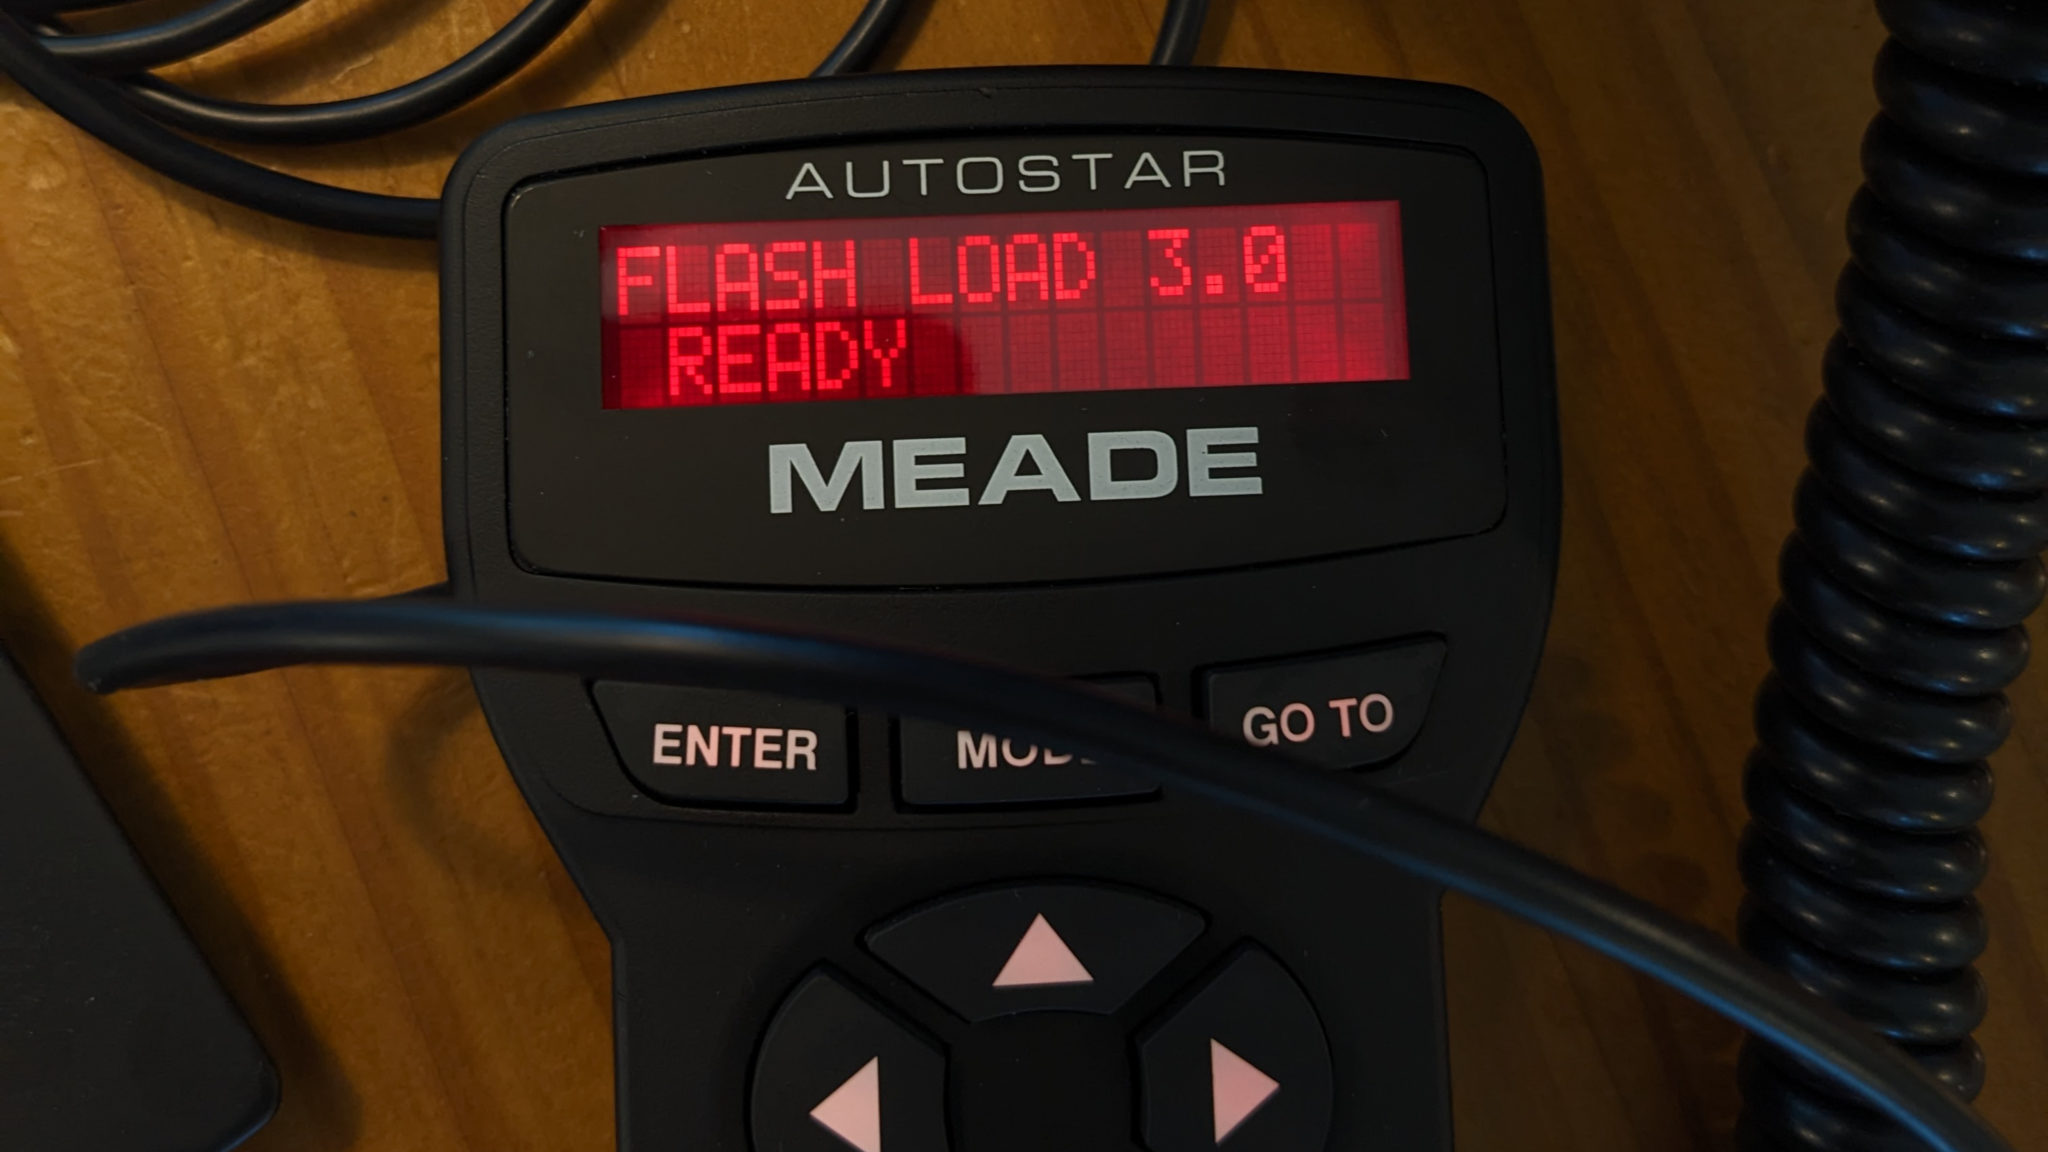 AUTOSTAR
FLASH LOAD 3.0
READY
MEADE
ENTER
GO TO